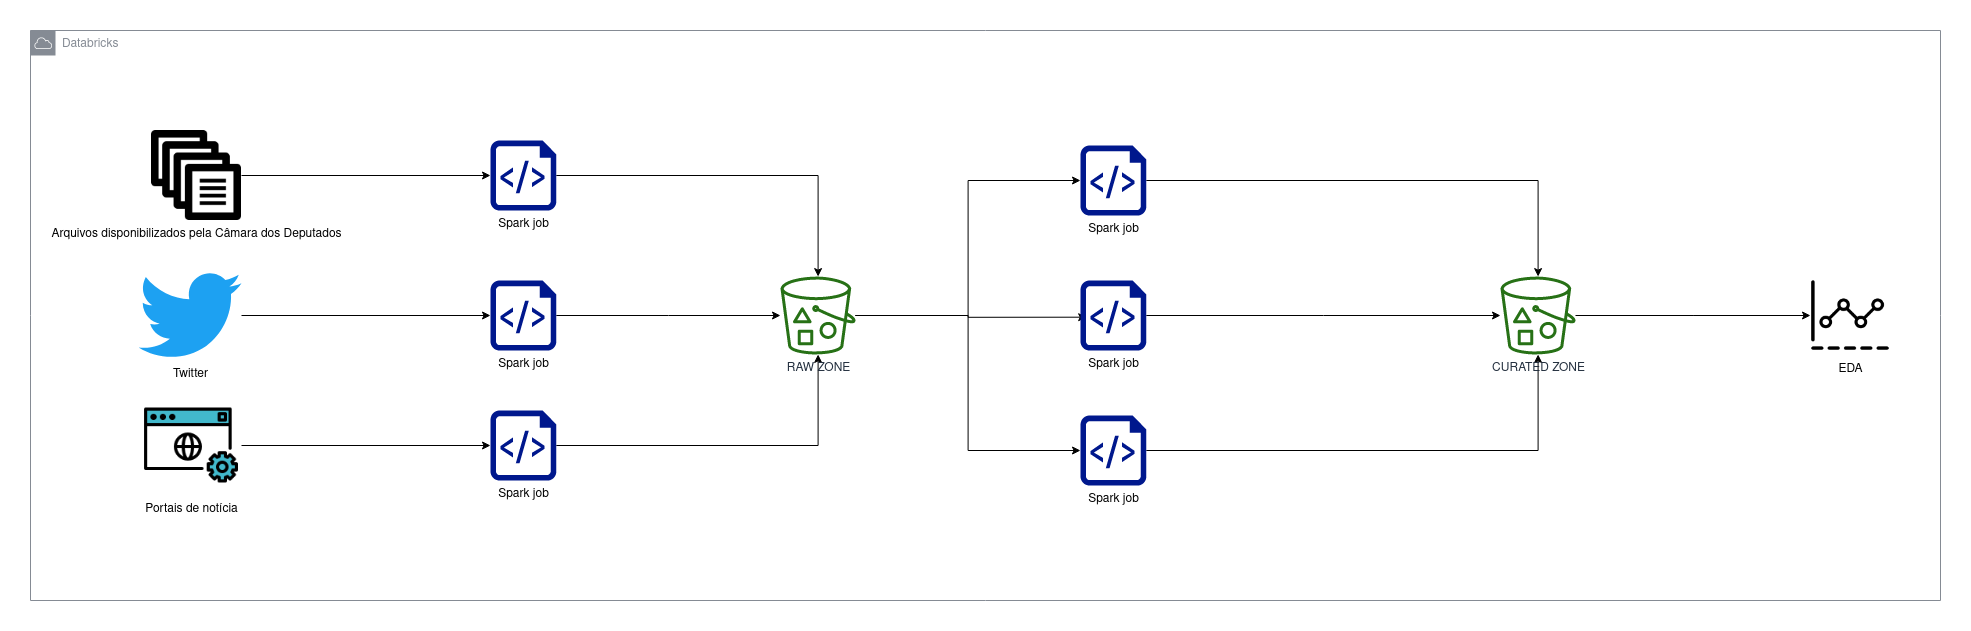 Databricks
Arquivos disponibilizados pela Câmara dos Deputados
Spark job
Spark job
Twitter
Spark job
RAW ZONE
Spark job
CURATED ZONE
EDA
Portais de notícia
Spark job
Spark job